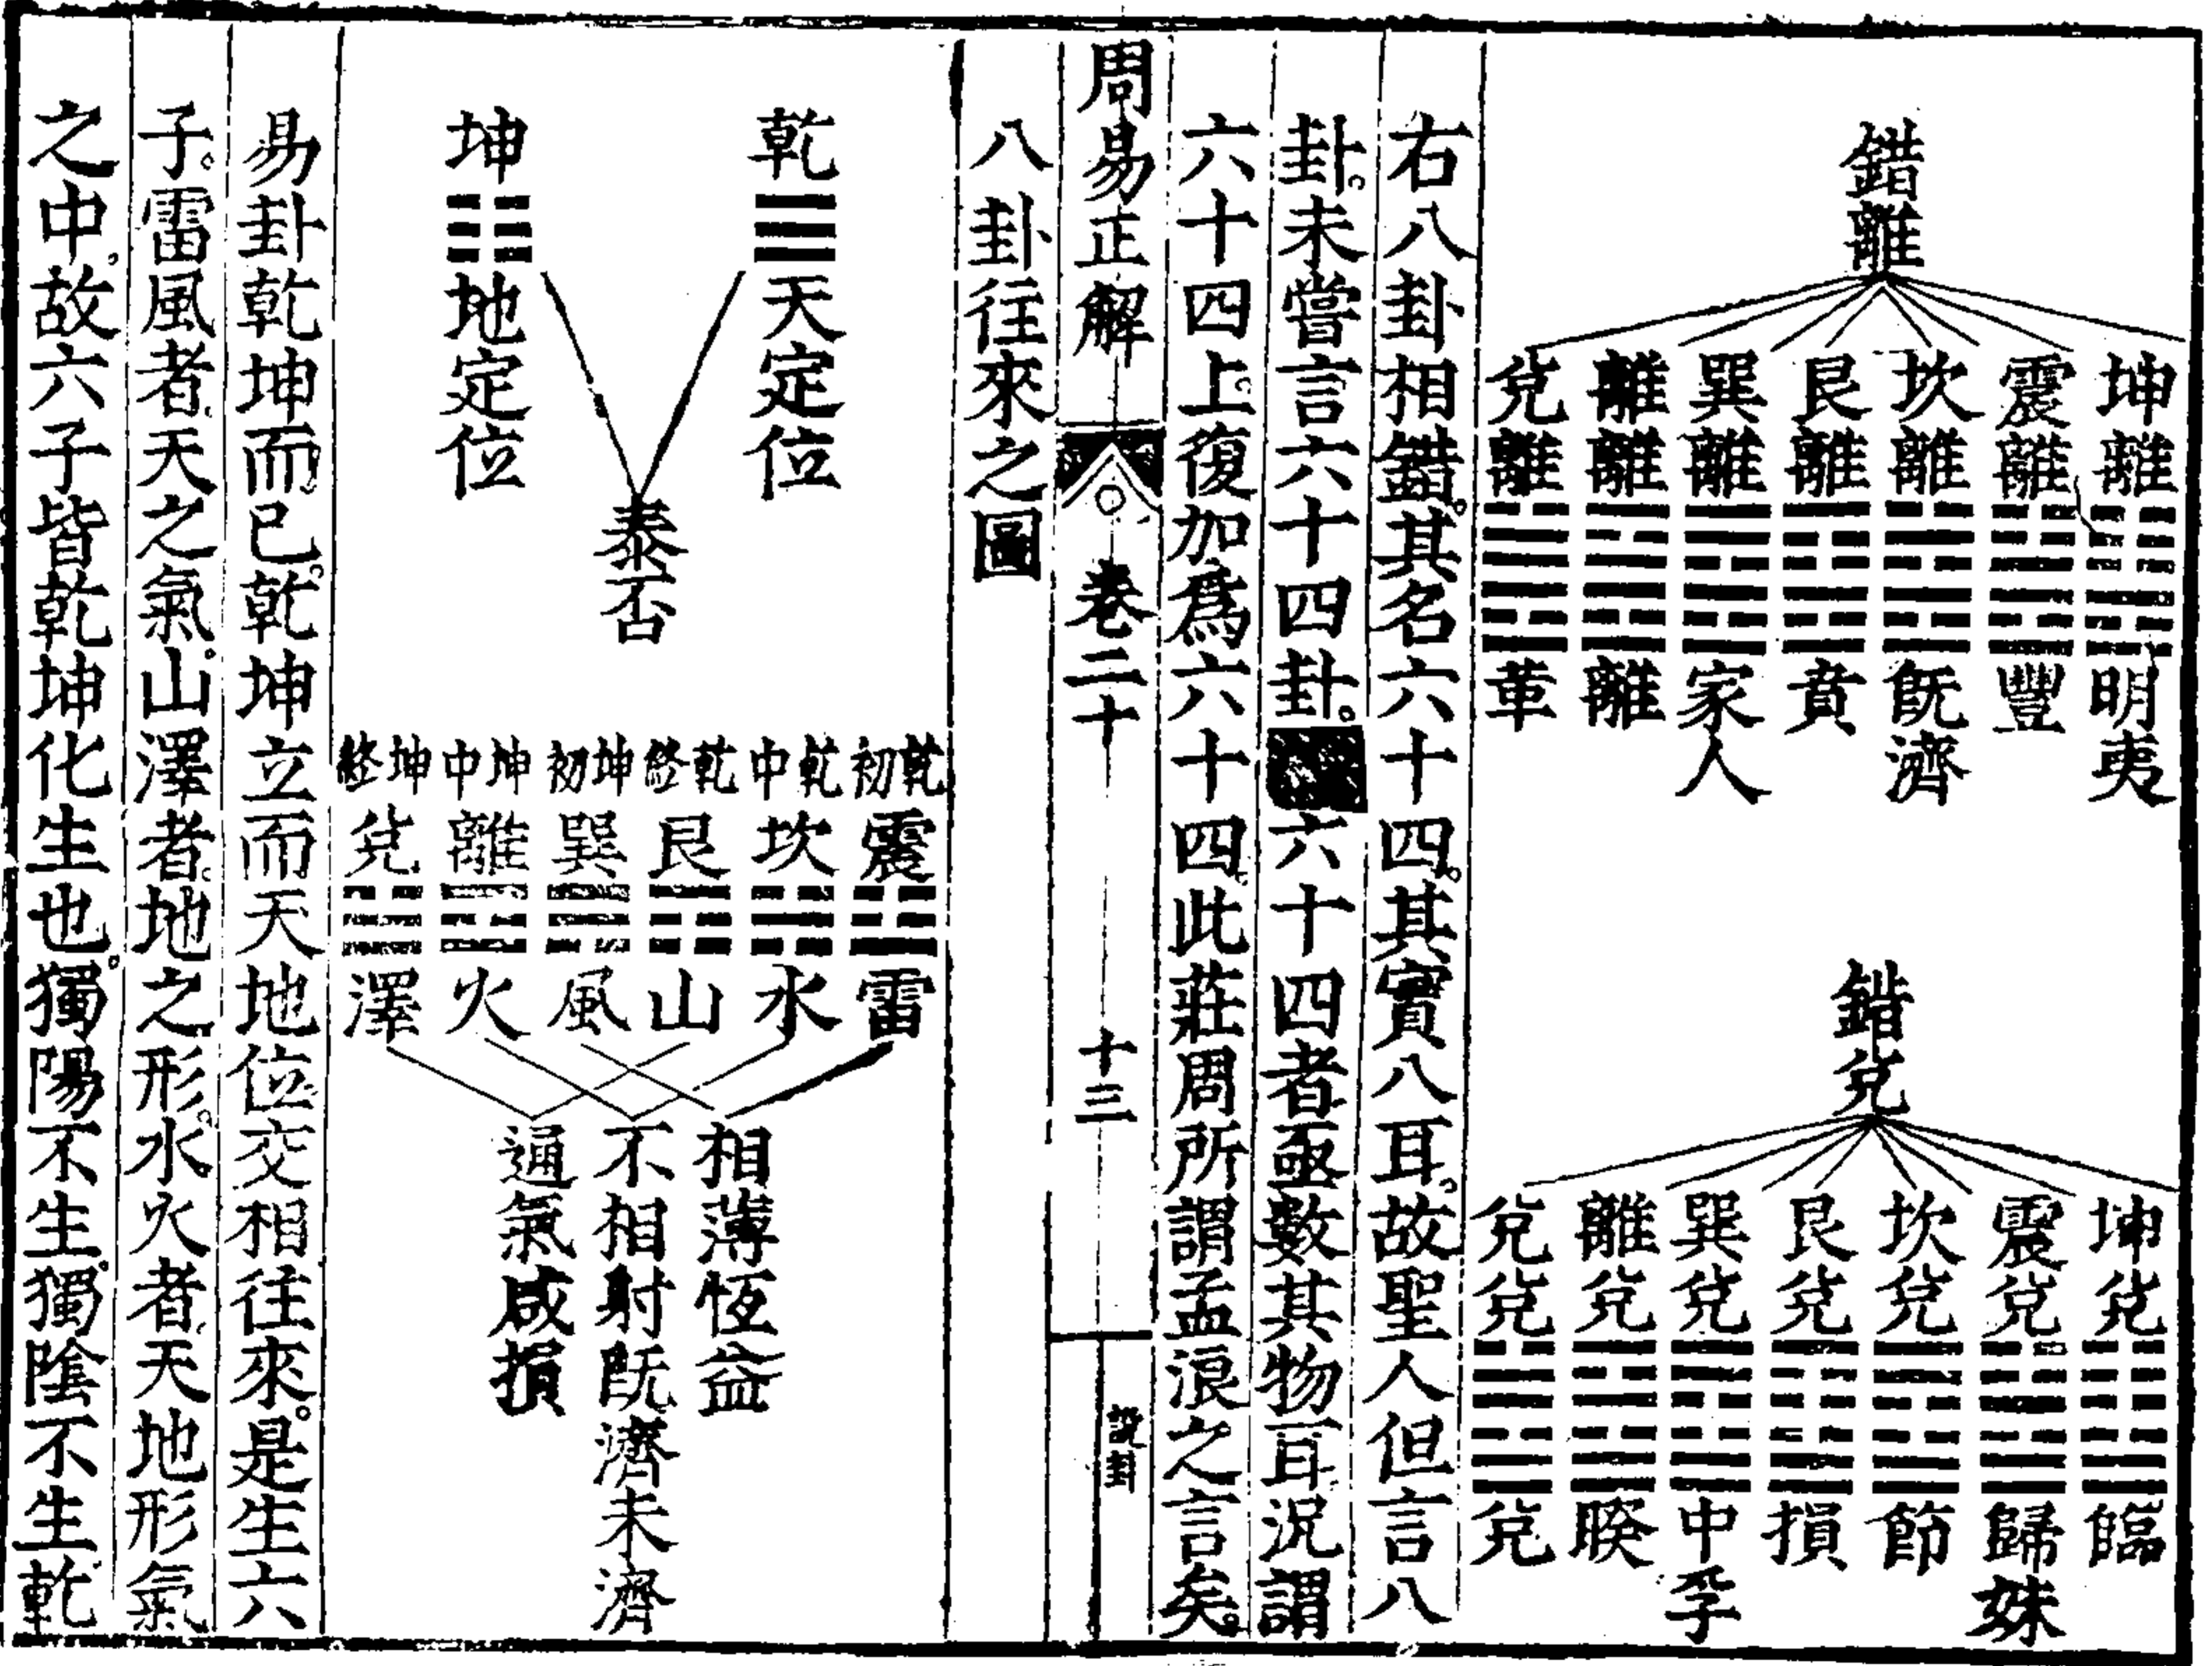 錯離
坤離明夷
震離豐
坎離旣濟
艮離賁
巽離家人
離離離
兌離革
錯兌
坤兌臨
震兌歸妹
坎兌節
艮兌損
巽兌中孚
離兌睽
兌兌兌
右八卦相錯。其名六十四。其實八耳。故聖人但言八
卦。未嘗言六十四卦。六十四者亟數其物耳況謂
六十四上。復加爲六十四。此莊周所謂孟浪之言矣。
周易正解 卷二十 十三 說卦
八卦往來之圖
乾☰天定位
坤☷地定位
泰否
乾初震☳雷
乾中坎☵水
乾終艮☶山
坤初巽☴風
坤中離☲火
坤終兌☱澤
相薄恆益
不相射旣濟未濟
通氣咸損
易卦乾坤而已。乾坤立而天地位交相往來。是生六
子。雷風者天之氣。山澤者。地之形。水火者天地形氣
之中。故六子皆乾坤化生也。獨陽不生。獨陰不生乾